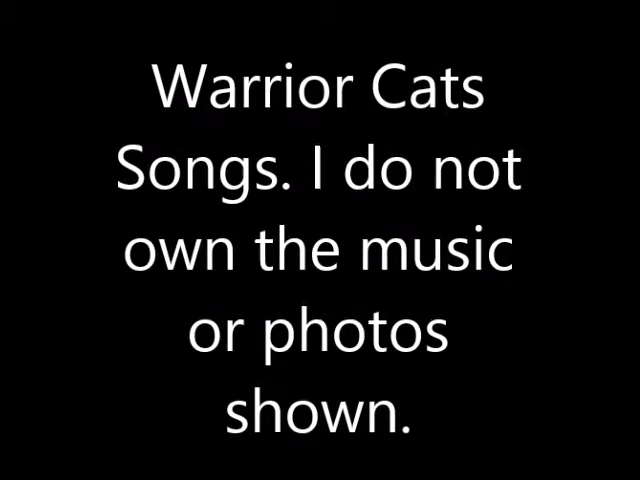 Warrior Cats
Songs. I do not
own the music
or photos
shown.